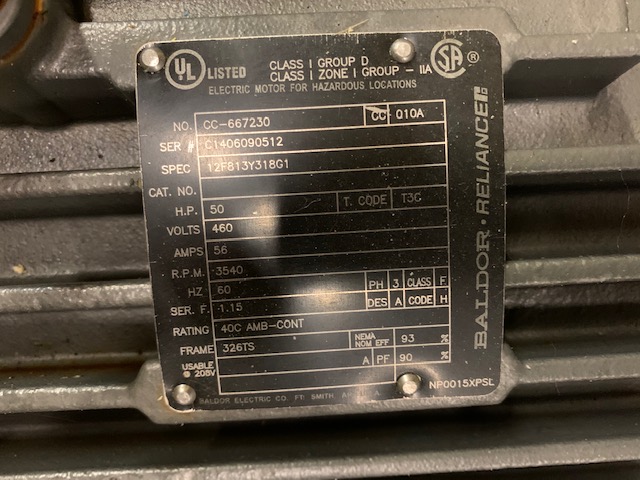 UL LISTED CLASS I GROUP D SA ®
CLASS I ZONE I GROUP - IIA
ELECTRIC MOTOR FOR HAZARDOUS LOCATIONS
NO. CC-667230 CC 010A
SER # C1406090512
SPEC 12F813Y318G1
CAT. NO.
H.P. 50 T. CODE T3C
VOLTS 460
AMPS 56
R.P.M. 3540
HZ 60 PH 3 CLASS F
SER. F. 1.15 DES A CODE H
RATING 40C AMB-CONT
FRAME 326TS NEMA NOM EFF 93 %
USABLE @ 208V A PF 90 %
NP0015XPSL
BALDOR ELECTRIC CO. FT. SMITH,
BALDOR · RELIANCE